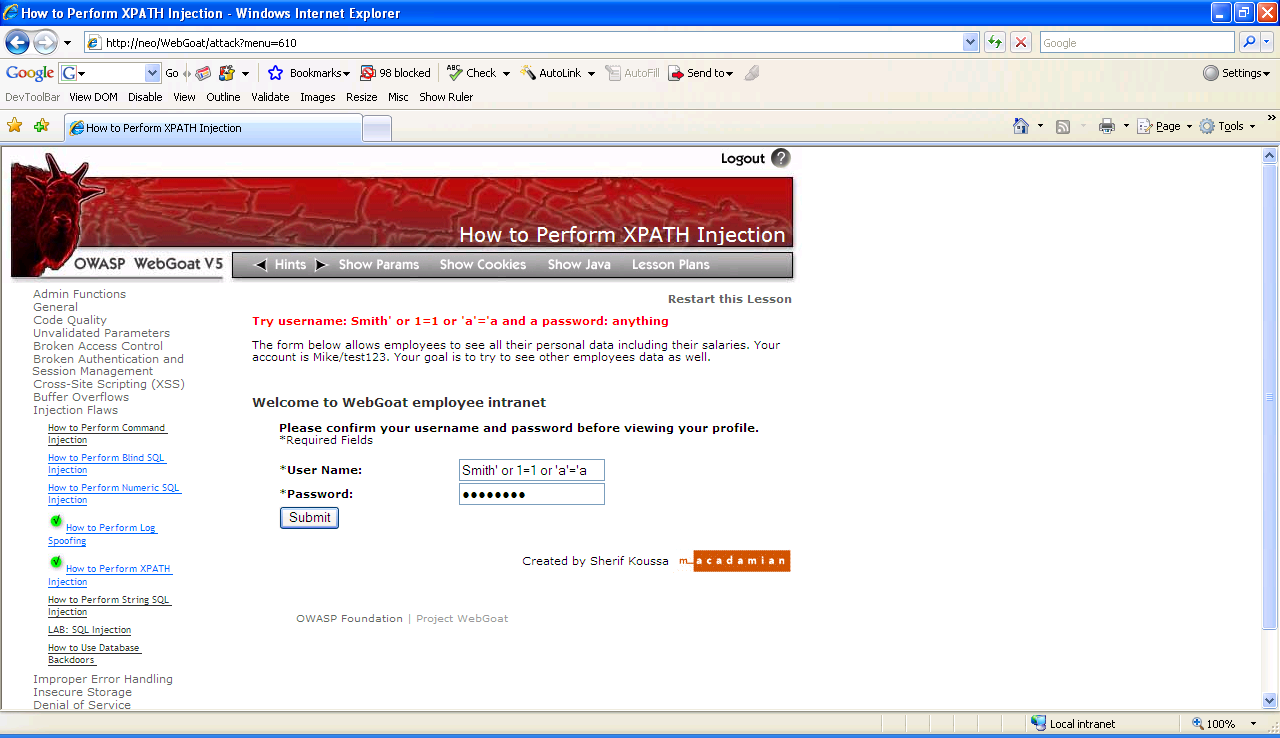 How to Perform XPATH Injection - Windows Internet Explorer
http://neo/WebGoat/attack?menu=610
Google
Google G Go Bookmarks 98 blocked ABC Check AutoLink AutoFill Send to Settings
DevToolBar View DOM Disable View Outline Validate Images Resize Misc Show Ruler
How to Perform XPATH Injection
Page Tools »
Logout ?
How to Perform XPATH Injection
OWASP WebGoat V5
Hints Show Params Show Cookies Show Java Lesson Plans
Admin Functions
General
Code Quality
Unvalidated Parameters
Broken Access Control
Broken Authentication and
Session Management
Cross-Site Scripting (XSS)
Buffer Overflows
Injection Flaws
How to Perform Command
Injection
How to Perform Blind SQL
Injection
How to Perform Numeric SQL
Injection
How to Perform Log
Spoofing
How to Perform XPATH
Injection
How to Perform String SQL
Injection
LAB: SQL Injection
How to Use Database
Backdoors
Improper Error Handling
Insecure Storage
Denial of Service
Restart this Lesson
Try username: Smith' or 1=1 or 'a'='a and a password: anything
The form below allows employees to see all their personal data including their salaries. Your
account is Mike/test123. Your goal is to try to see other employees data as well.
Welcome to WebGoat employee intranet
Please confirm your username and password before viewing your profile.
*Required Fields
*User Name: Smith' or 1=1 or 'a'='a
*Password: ●●●●●●●●
Submit
Created by Sherif Koussa m_acadamian
OWASP Foundation | Project WebGoat
Local intranet 100%